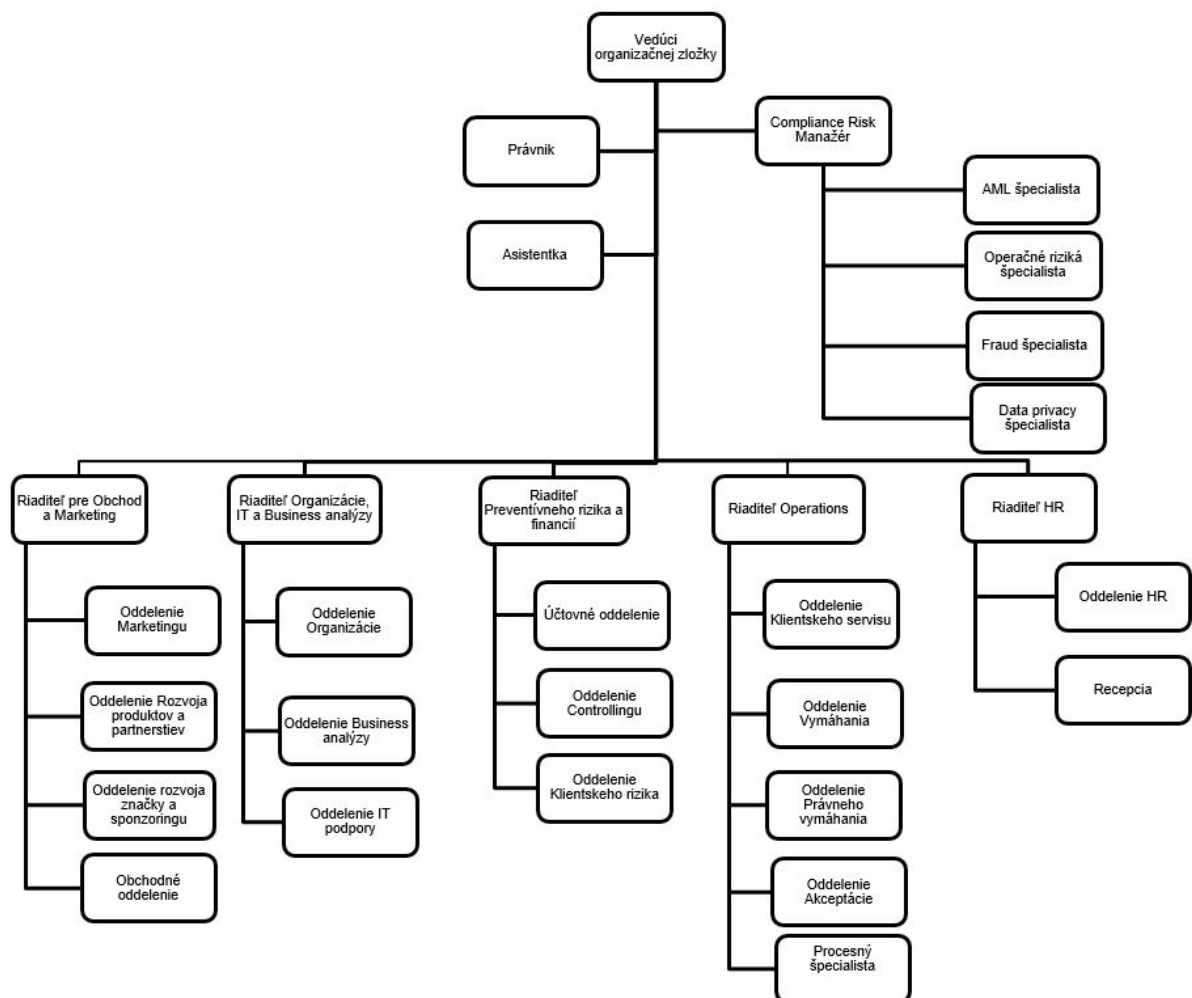 Vedúci
organizačnej zložky
Compliance Risk
Manažér
Právnik
AML špecialista
Asistentka
Operačné riziká
špecialista
Fraud špecialista
Data privacy
špecialista
Riaditeľ pre Obchod
a Marketing
Riaditeľ Organizácie,
IT a Business analýzy
Riaditeľ
Preventívneho rizika a
financií
Riaditeľ Operations
Riaditeľ HR
Oddelenie
Marketingu
Oddelenie Rozvoja
produktov a
partnerstiev
Oddelenie rozvoja
značky a
sponzoringu
Obchodné
oddelenie
Oddelenie
Organizácie
Oddelenie Business
analýzy
Oddelenie IT
podpory
Účtovné oddelenie
Oddelenie
Controllingu
Oddelenie
Klientskeho rizika
Oddelenie
Klientskeho servisu
Oddelenie
Vymáhania
Oddelenie
Právneho
vymáhania
Oddelenie
Akceptácie
Procesný
špecialista
Oddelenie HR
Recepcia